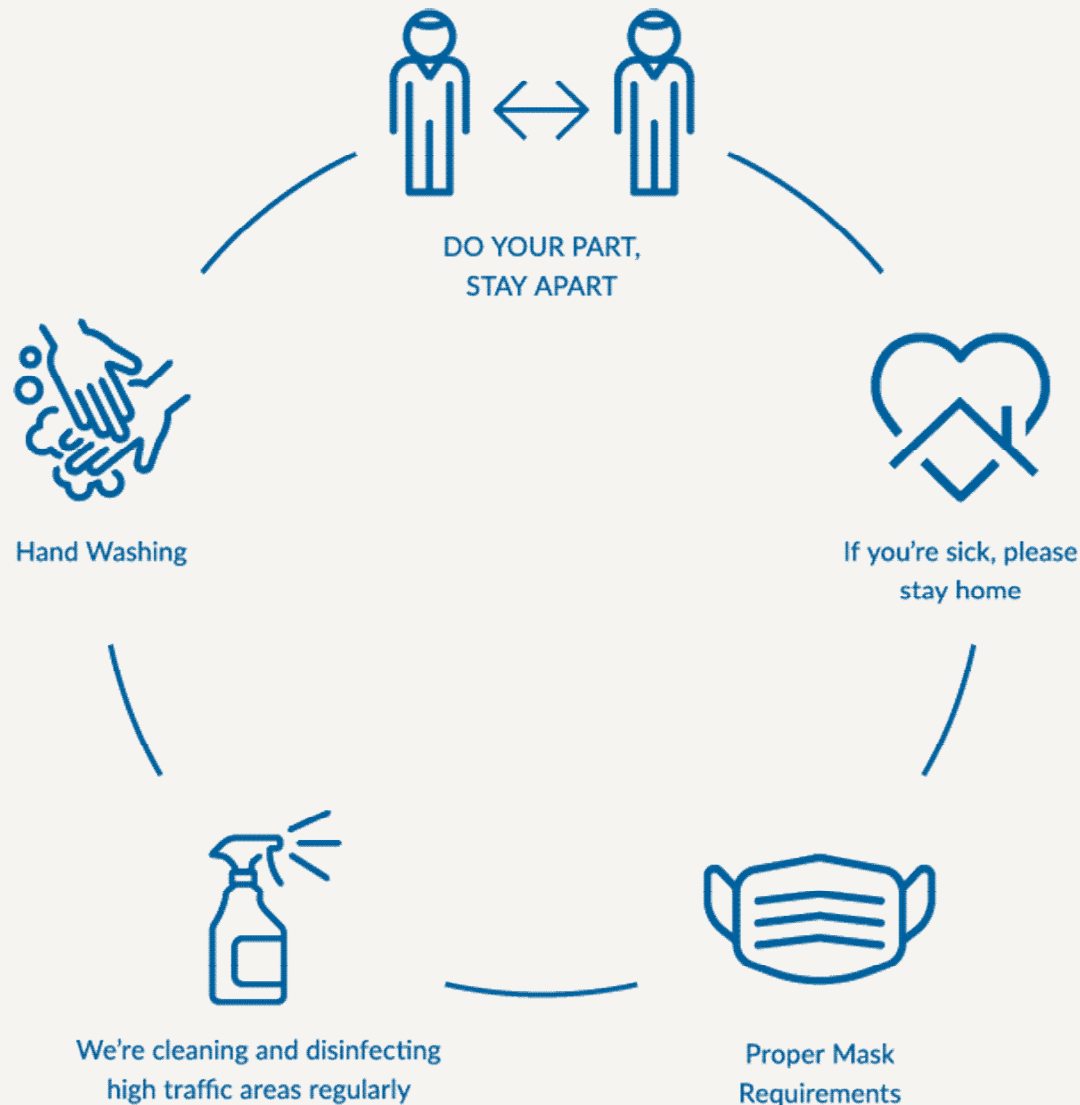 DO YOUR PART,
STAY APART
Hand Washing
If you're sick, please
stay home
We're cleaning and disinfecting
high traffic areas regularly
Proper Mask
Requirements